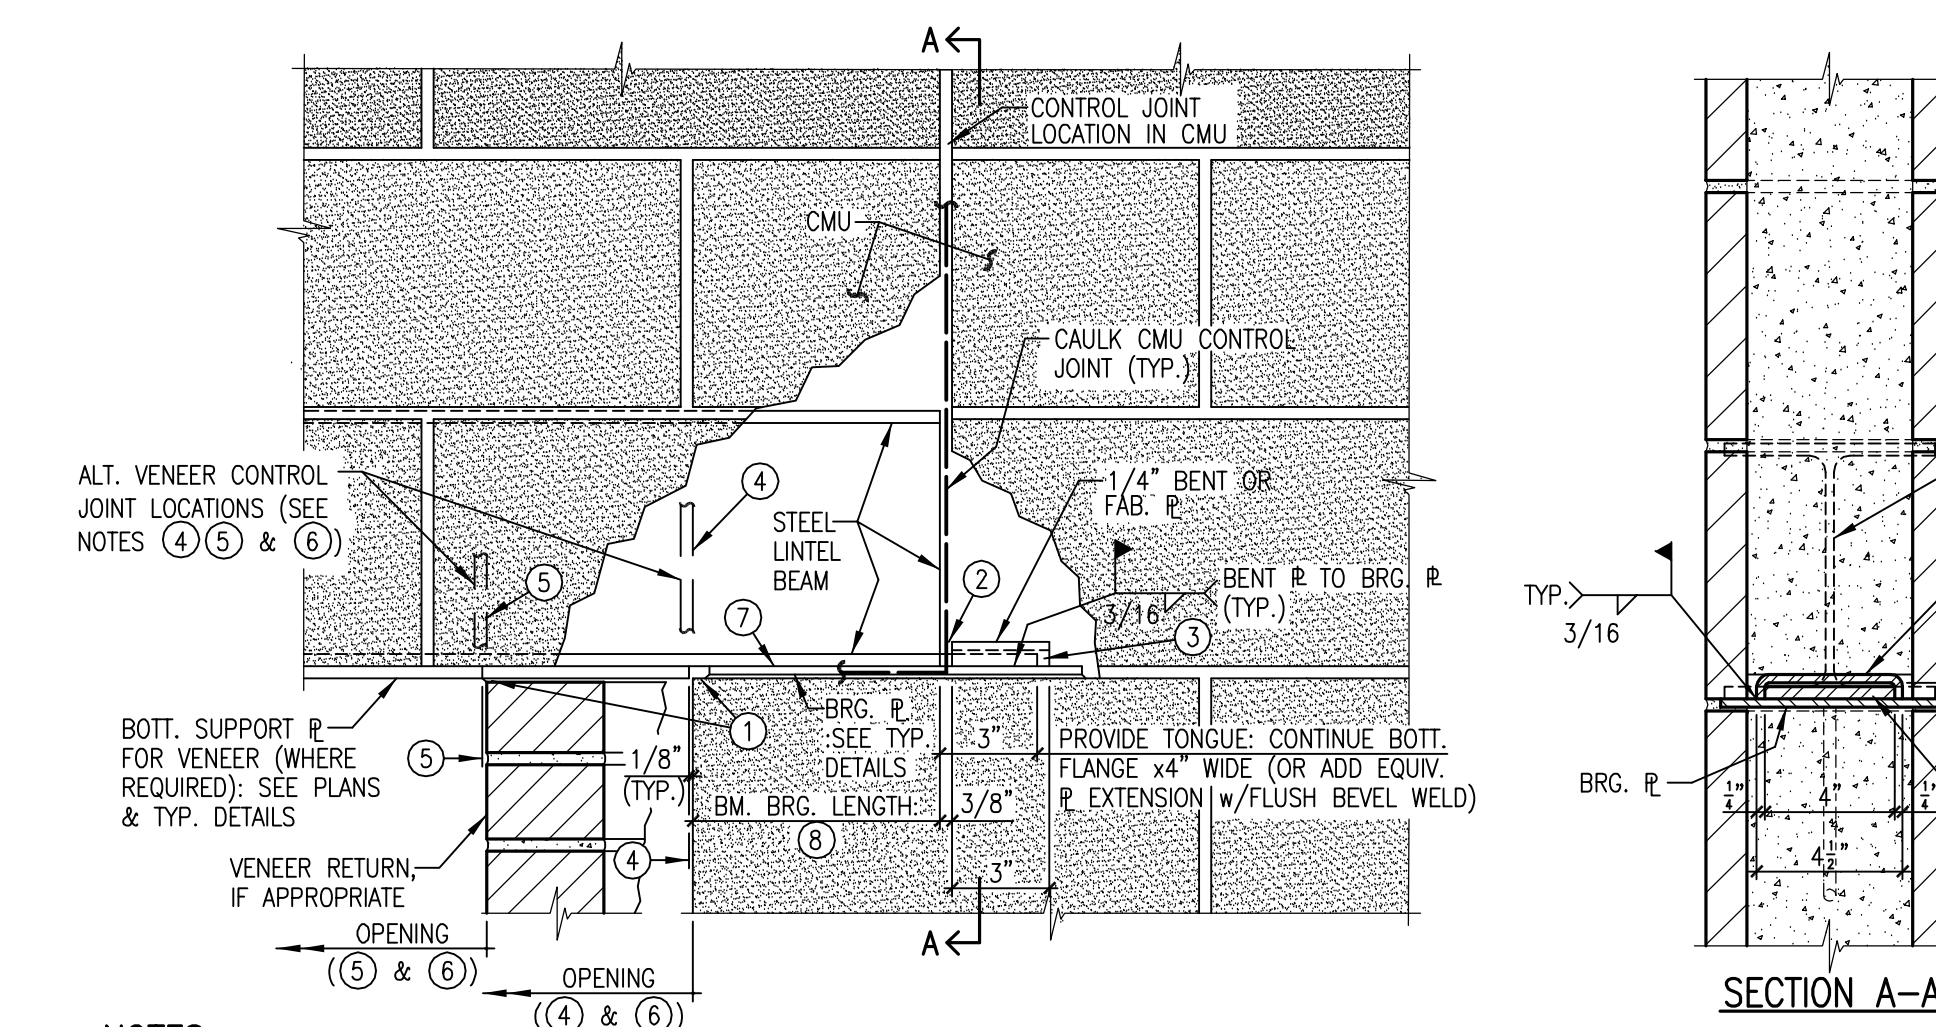 A
CONTROL JOINT
LOCATION IN CMU
CMU
CAULK CMU CONTROL
JOINT (TYP.)
ALT. VENEER CONTROL
JOINT LOCATIONS (SEE
NOTES 4 5 & 6)
4
5
STEEL
LINTEL
BEAM
1/4" BENT OR
FAB. ℙL
2
7
3/16
BENT ℙL TO BRG. ℙL
(TYP.)
3
BOTT. SUPPORT ℙL
FOR VENEER (WHERE
REQUIRED): SEE PLANS
& TYP. DETAILS
5
1/8"
(TYP.)
1
BRG. ℙL
:SEE TYP.
DETAILS
3"
PROVIDE TONGUE: CONTINUE BOTT.
FLANGE x4" WIDE (OR ADD EQUIV.
ℙL EXTENSION w/FLUSH BEVEL WELD)
BM. BRG. LENGTH:
8
3/8"
3"
VENEER RETURN,
IF APPROPRIATE
4
A
OPENING
(5 & 6)
OPENING
(4 & 6)
TYP.
3/16
BRG. ℙL
1/4"
4"
1/4"
4 1/2"
SECTION A-A